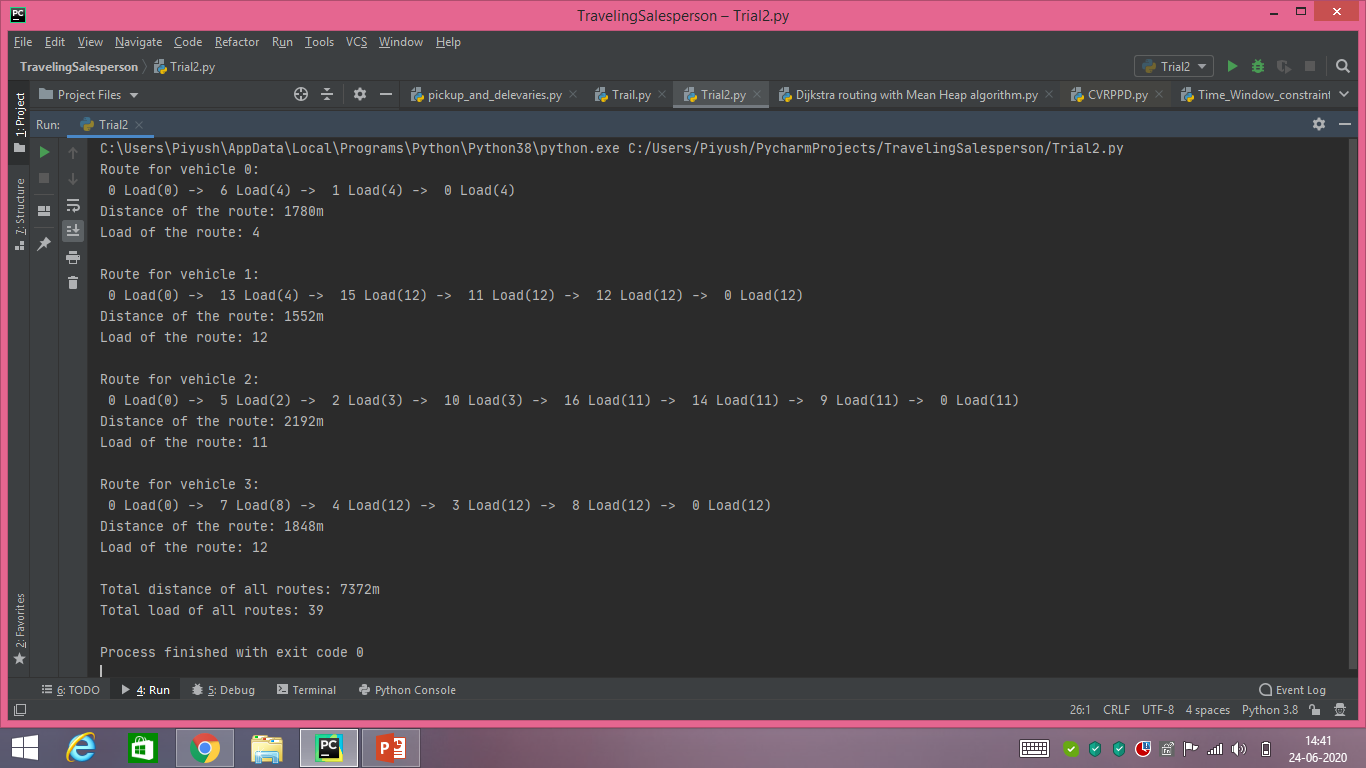 PC
TravelingSalesperson – Trial2.py
File Edit View Navigate Code Refactor Run Tools VCS Window Help
TravelingSalesperson Trial2.py
Trial2
1: Project
Project Files
pickup_and_delevaries.py Trail.py Trial2.py Dijkstra routing with Mean Heap algorithm.py CVRPPD.py Time_Window_constraint
Run: Trial2
C:\Users\Piyush\AppData\Local\Programs\Python\Python38\python.exe C:/Users/Piyush/PycharmProjects/TravelingSalesperson/Trial2.py
Route for vehicle 0:
0 Load(0) -> 6 Load(4) -> 1 Load(4) -> 0 Load(4)
Distance of the route: 1780m
Load of the route: 4
Route for vehicle 1:
0 Load(0) -> 13 Load(4) -> 15 Load(12) -> 11 Load(12) -> 12 Load(12) -> 0 Load(12)
Distance of the route: 1552m
Load of the route: 12
Route for vehicle 2:
0 Load(0) -> 5 Load(2) -> 2 Load(3) -> 10 Load(3) -> 16 Load(11) -> 14 Load(11) -> 9 Load(11) -> 0 Load(11)
Distance of the route: 2192m
Load of the route: 11
Route for vehicle 3:
0 Load(0) -> 7 Load(8) -> 4 Load(12) -> 3 Load(12) -> 8 Load(12) -> 0 Load(12)
Distance of the route: 1848m
Load of the route: 12
Total distance of all routes: 7372m
Total load of all routes: 39
Process finished with exit code 0
7: Structure
2: Favorites
6: TODO 4: Run 5: Debug Terminal Python Console Event Log
26:1 CRLF UTF-8 4 spaces Python 3.8
PC
14:41
24-06-2020